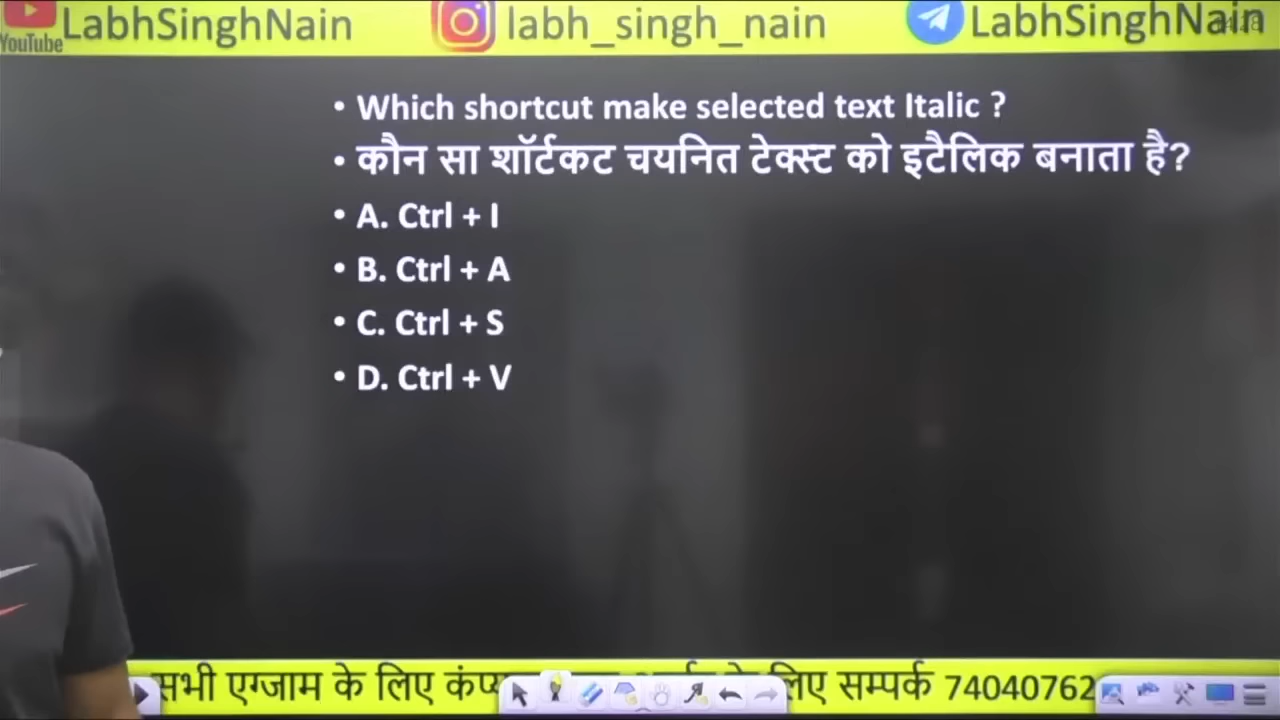 YouTube LabhSinghNain labh_singh_nain LabhSinghNain
Which shortcut make selected text Italic ?
कौन सा शॉर्टकट चयनित टेक्स्ट को इटैलिक बनाता है?
A. Ctrl + I
B. Ctrl + A
C. Ctrl + S
D. Ctrl + V
सभी एग्जाम के लिए लिए सम्पर्क 74040762